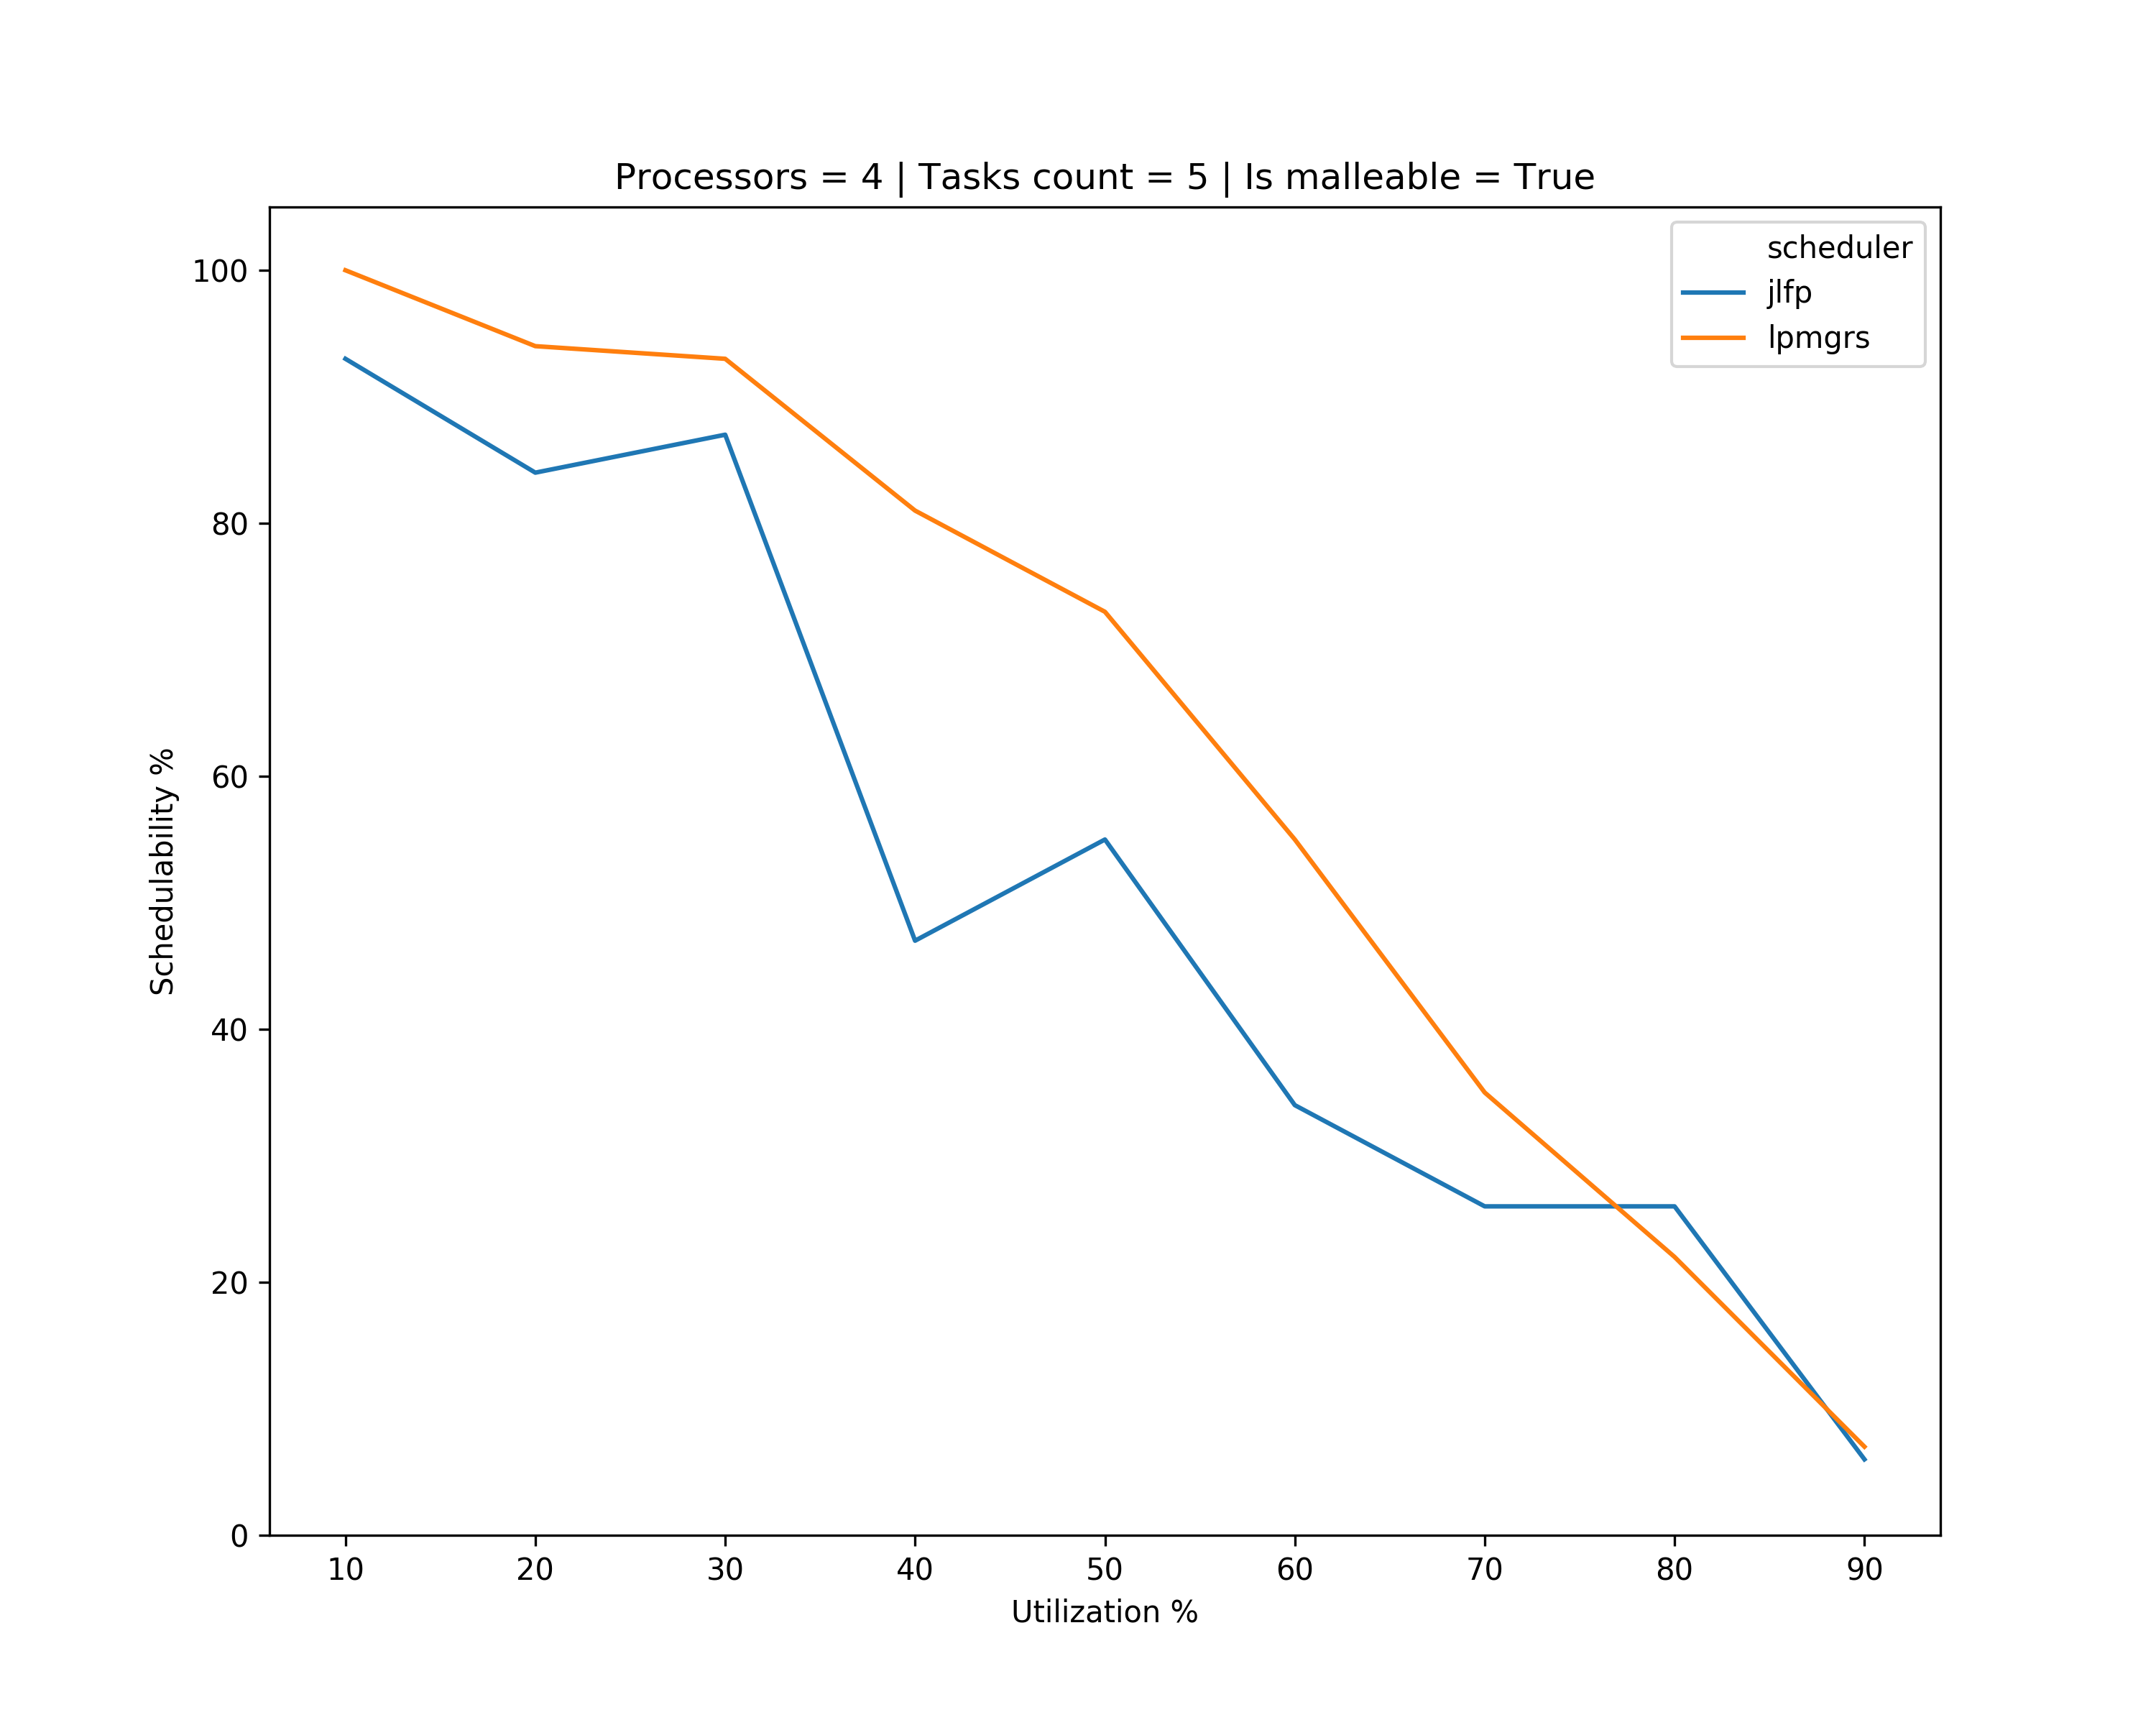 Processors = 4 | Tasks count = 5 | Is malleable = True
scheduler
jlfp
lpmgrs
Schedulability %
100
80
60
40
20
0
10 20 30 40 50 60 70 80 90
Utilization %